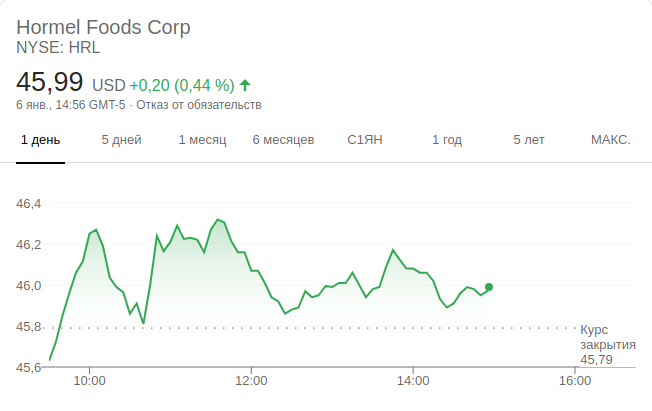 Hormel Foods Corp
NYSE: HRL
45,99 USD +0,20 (0,44 %)
6 янв., 14:56 GMT-5 · Отказ от обязательств
1 день 5 дней 1 месяц 6 месяцев С1ЯН 1 год 5 лет МАКС.
46,4
46,2
46,0
45,8
Курс
закрытия
45,79
45,6
10:00 12:00 14:00 16:00